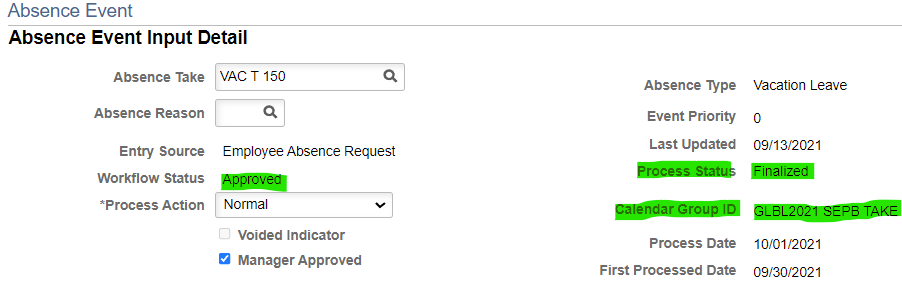 Absence Event
Absence Event Input Detail
Absence Take VAC T 150
Absence Reason
Entry Source Employee Absence Request
Workflow Status Approved
*Process Action Normal
Voided Indicator
Manager Approved
Absence Type Vacation Leave
Event Priority 0
Last Updated 09/13/2021
Process Status Finalized
Calendar Group ID GLBL2021 SEPB TAKE
Process Date 10/01/2021
First Processed Date 09/30/2021